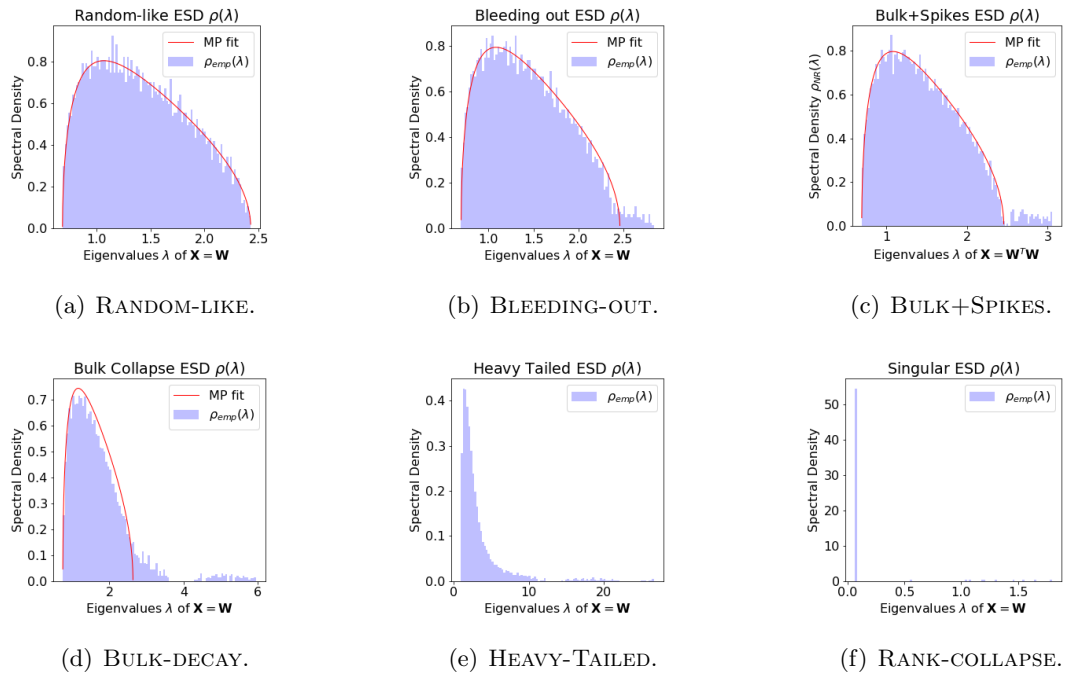 Random-like ESD ρ(λ)
MP fit
ρemp(λ)
Spectral Density
0.8
0.6
0.4
0.2
0.0
1.0 1.5 2.0 2.5
Eigenvalues λ of X = W
(a) RANDOM-LIKE.
Bleeding out ESD ρ(λ)
MP fit
ρemp(λ)
Spectral Density
0.8
0.6
0.4
0.2
0.0
1.0 1.5 2.0 2.5
Eigenvalues λ of X = W
(b) BLEEDING-OUT.
Bulk+Spikes ESD ρ(λ)
MP fit
ρemp(λ)
Spectral Density ρNR(λ)
0.8
0.6
0.4
0.2
0.0
1 2 3
Eigenvalues λ of X = WᵀW
(c) BULK+SPIKES.
Bulk Collapse ESD ρ(λ)
MP fit
ρemp(λ)
Spectral Density
0.7
0.6
0.5
0.4
0.3
0.2
0.1
0.0
2 4 6
Eigenvalues λ of X = W
(d) BULK-DECAY.
Heavy Tailed ESD ρ(λ)
ρemp(λ)
Spectral Density
0.4
0.3
0.2
0.1
0.0
0 10 20
Eigenvalues λ of X = W
(e) HEAVY-TAILED.
Singular ESD ρ(λ)
ρemp(λ)
Spectral Density
50
40
30
20
10
0
0.0 0.5 1.0 1.5
Eigenvalues λ of X = W
(f) RANK-COLLAPSE.